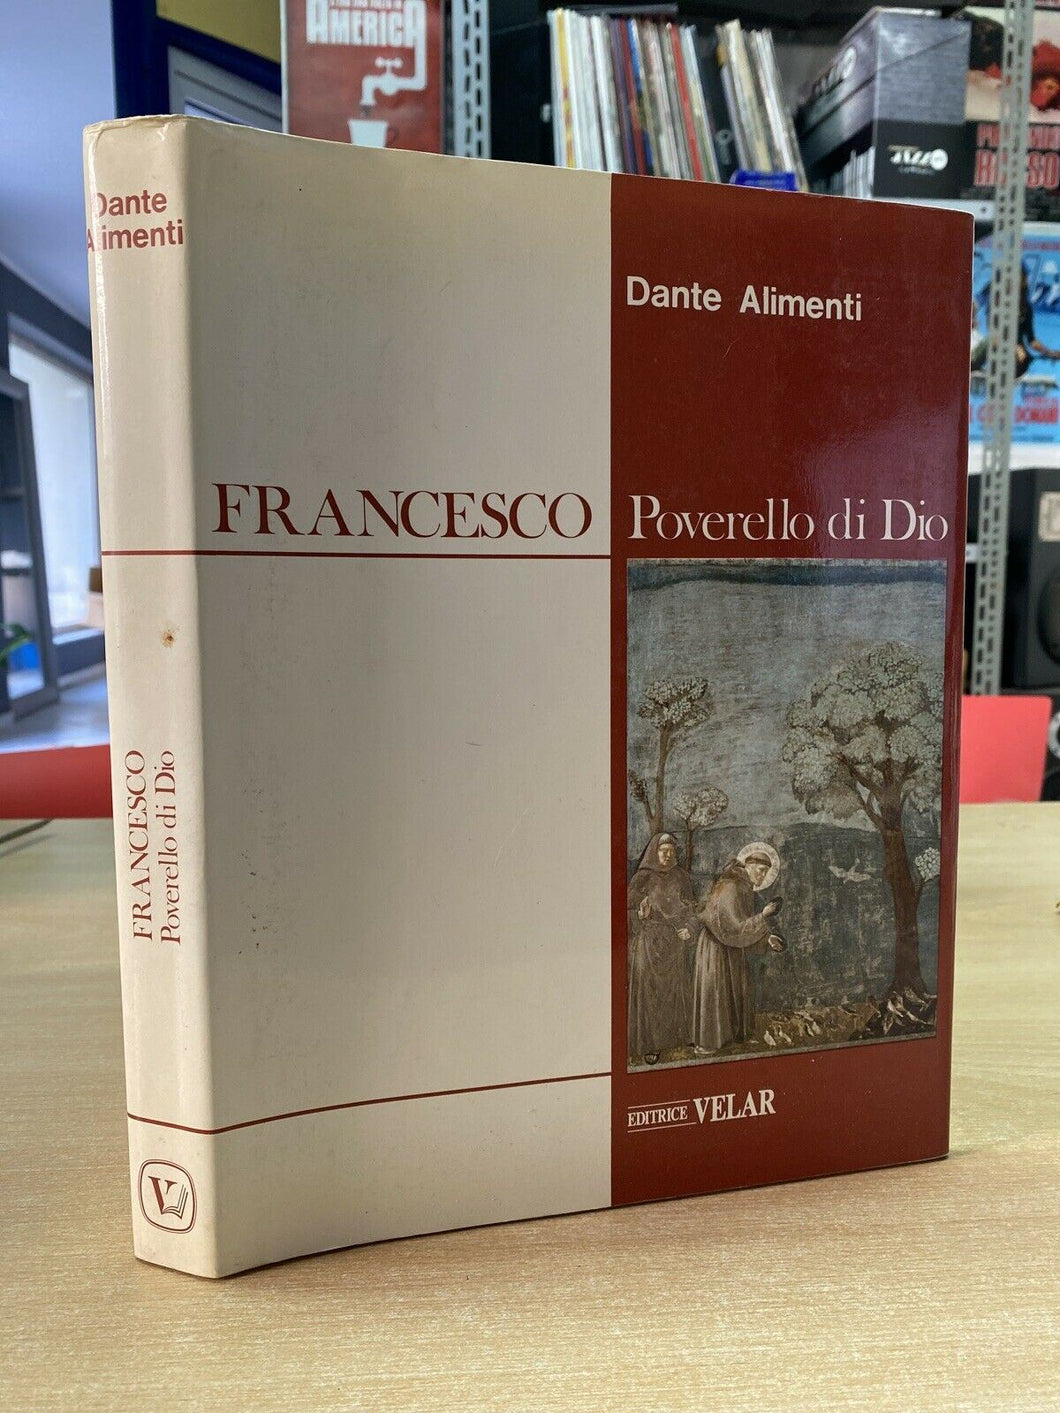 Dante
Alimenti
FRANCESCO
Poverello di Dio
V
Dante Alimenti
FRANCESCO Poverello di Dio
EDITRICE VELAR
AMERICA